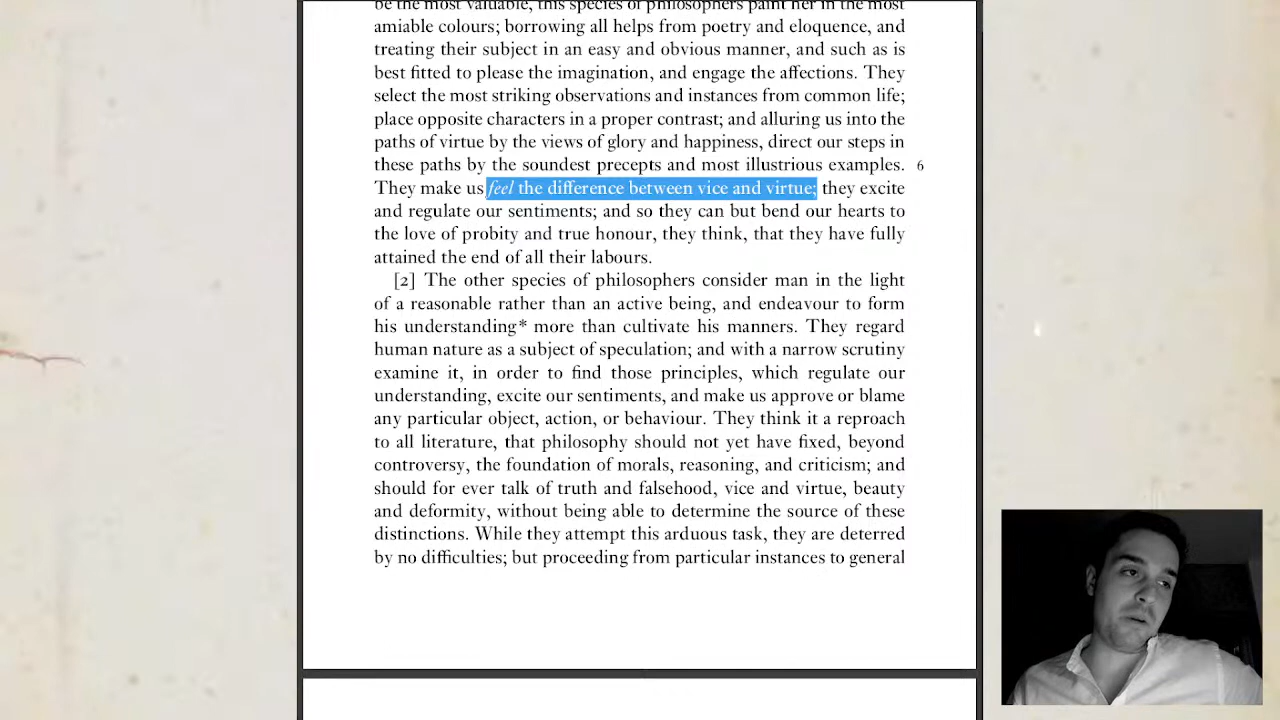 be the most valuable, this species of philosophers paint her in the most
amiable colours; borrowing all helps from poetry and eloquence, and
treating their subject in an easy and obvious manner, and such as is
best fitted to please the imagination, and engage the affections. They
select the most striking observations and instances from common life;
place opposite characters in a proper contrast; and alluring us into the
paths of virtue by the views of glory and happiness, direct our steps in
these paths by the soundest precepts and most illustrious examples. 6
They make us feel the difference between vice and virtue; they excite
and regulate our sentiments; and so they can but bend our hearts to
the love of probity and true honour, they think, that they have fully
attained the end of all their labours.
[2] The other species of philosophers consider man in the light
of a reasonable rather than an active being, and endeavour to form
his understanding* more than cultivate his manners. They regard
human nature as a subject of speculation; and with a narrow scrutiny
examine it, in order to find those principles, which regulate our
understanding, excite our sentiments, and make us approve or blame
any particular object, action, or behaviour. They think it a reproach
to all literature, that philosophy should not yet have fixed, beyond
controversy, the foundation of morals, reasoning, and criticism; and
should for ever talk of truth and falsehood, vice and virtue, beauty
and deformity, without being able to determine the source of these
distinctions. While they attempt this arduous task, they are deterred
by no difficulties; but proceeding from particular instances to general